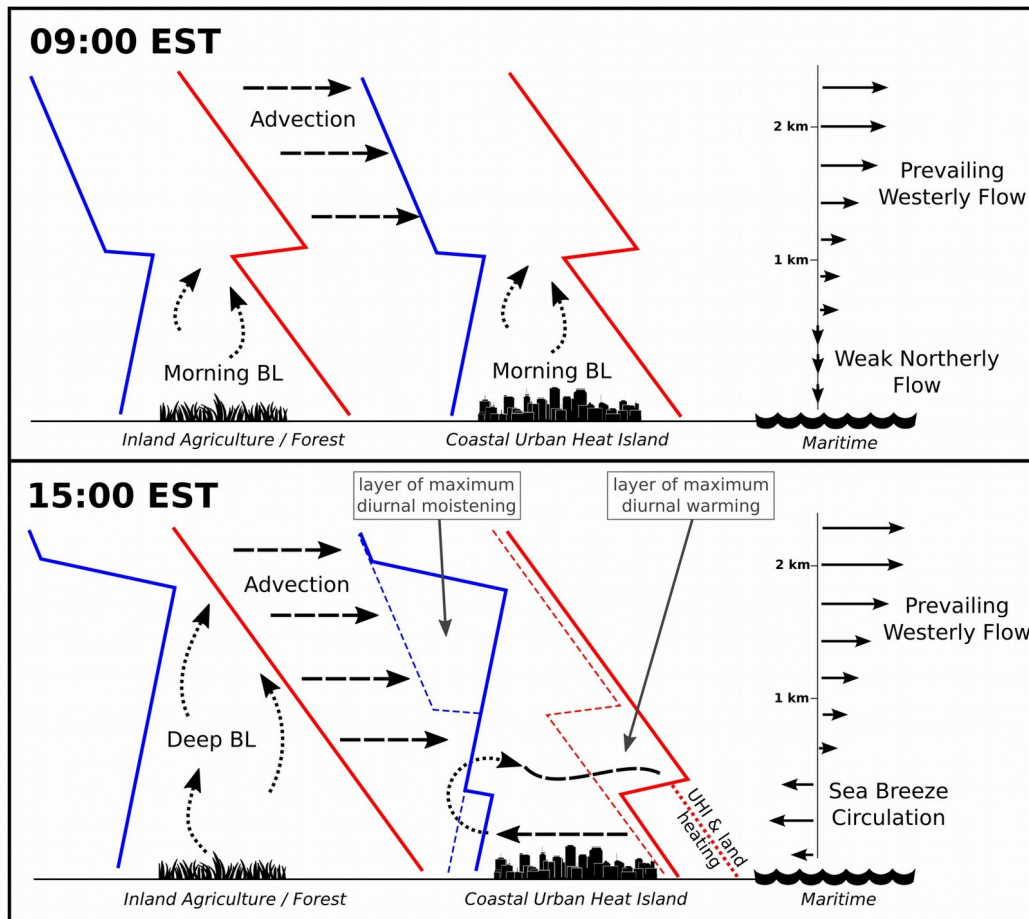 09:00 EST
Advection
2 km
Prevailing
Westerly Flow
1 km
Morning BL
Morning BL
Weak Northerly
Flow
Inland Agriculture / Forest
Coastal Urban Heat Island
Maritime
15:00 EST
layer of maximum
diurnal moistening
layer of maximum
diurnal warming
Advection
2 km
Prevailing
Westerly Flow
1 km
Deep BL
UHI & land
heating
Sea Breeze
Circulation
Inland Agriculture / Forest
Coastal Urban Heat Island
Maritime